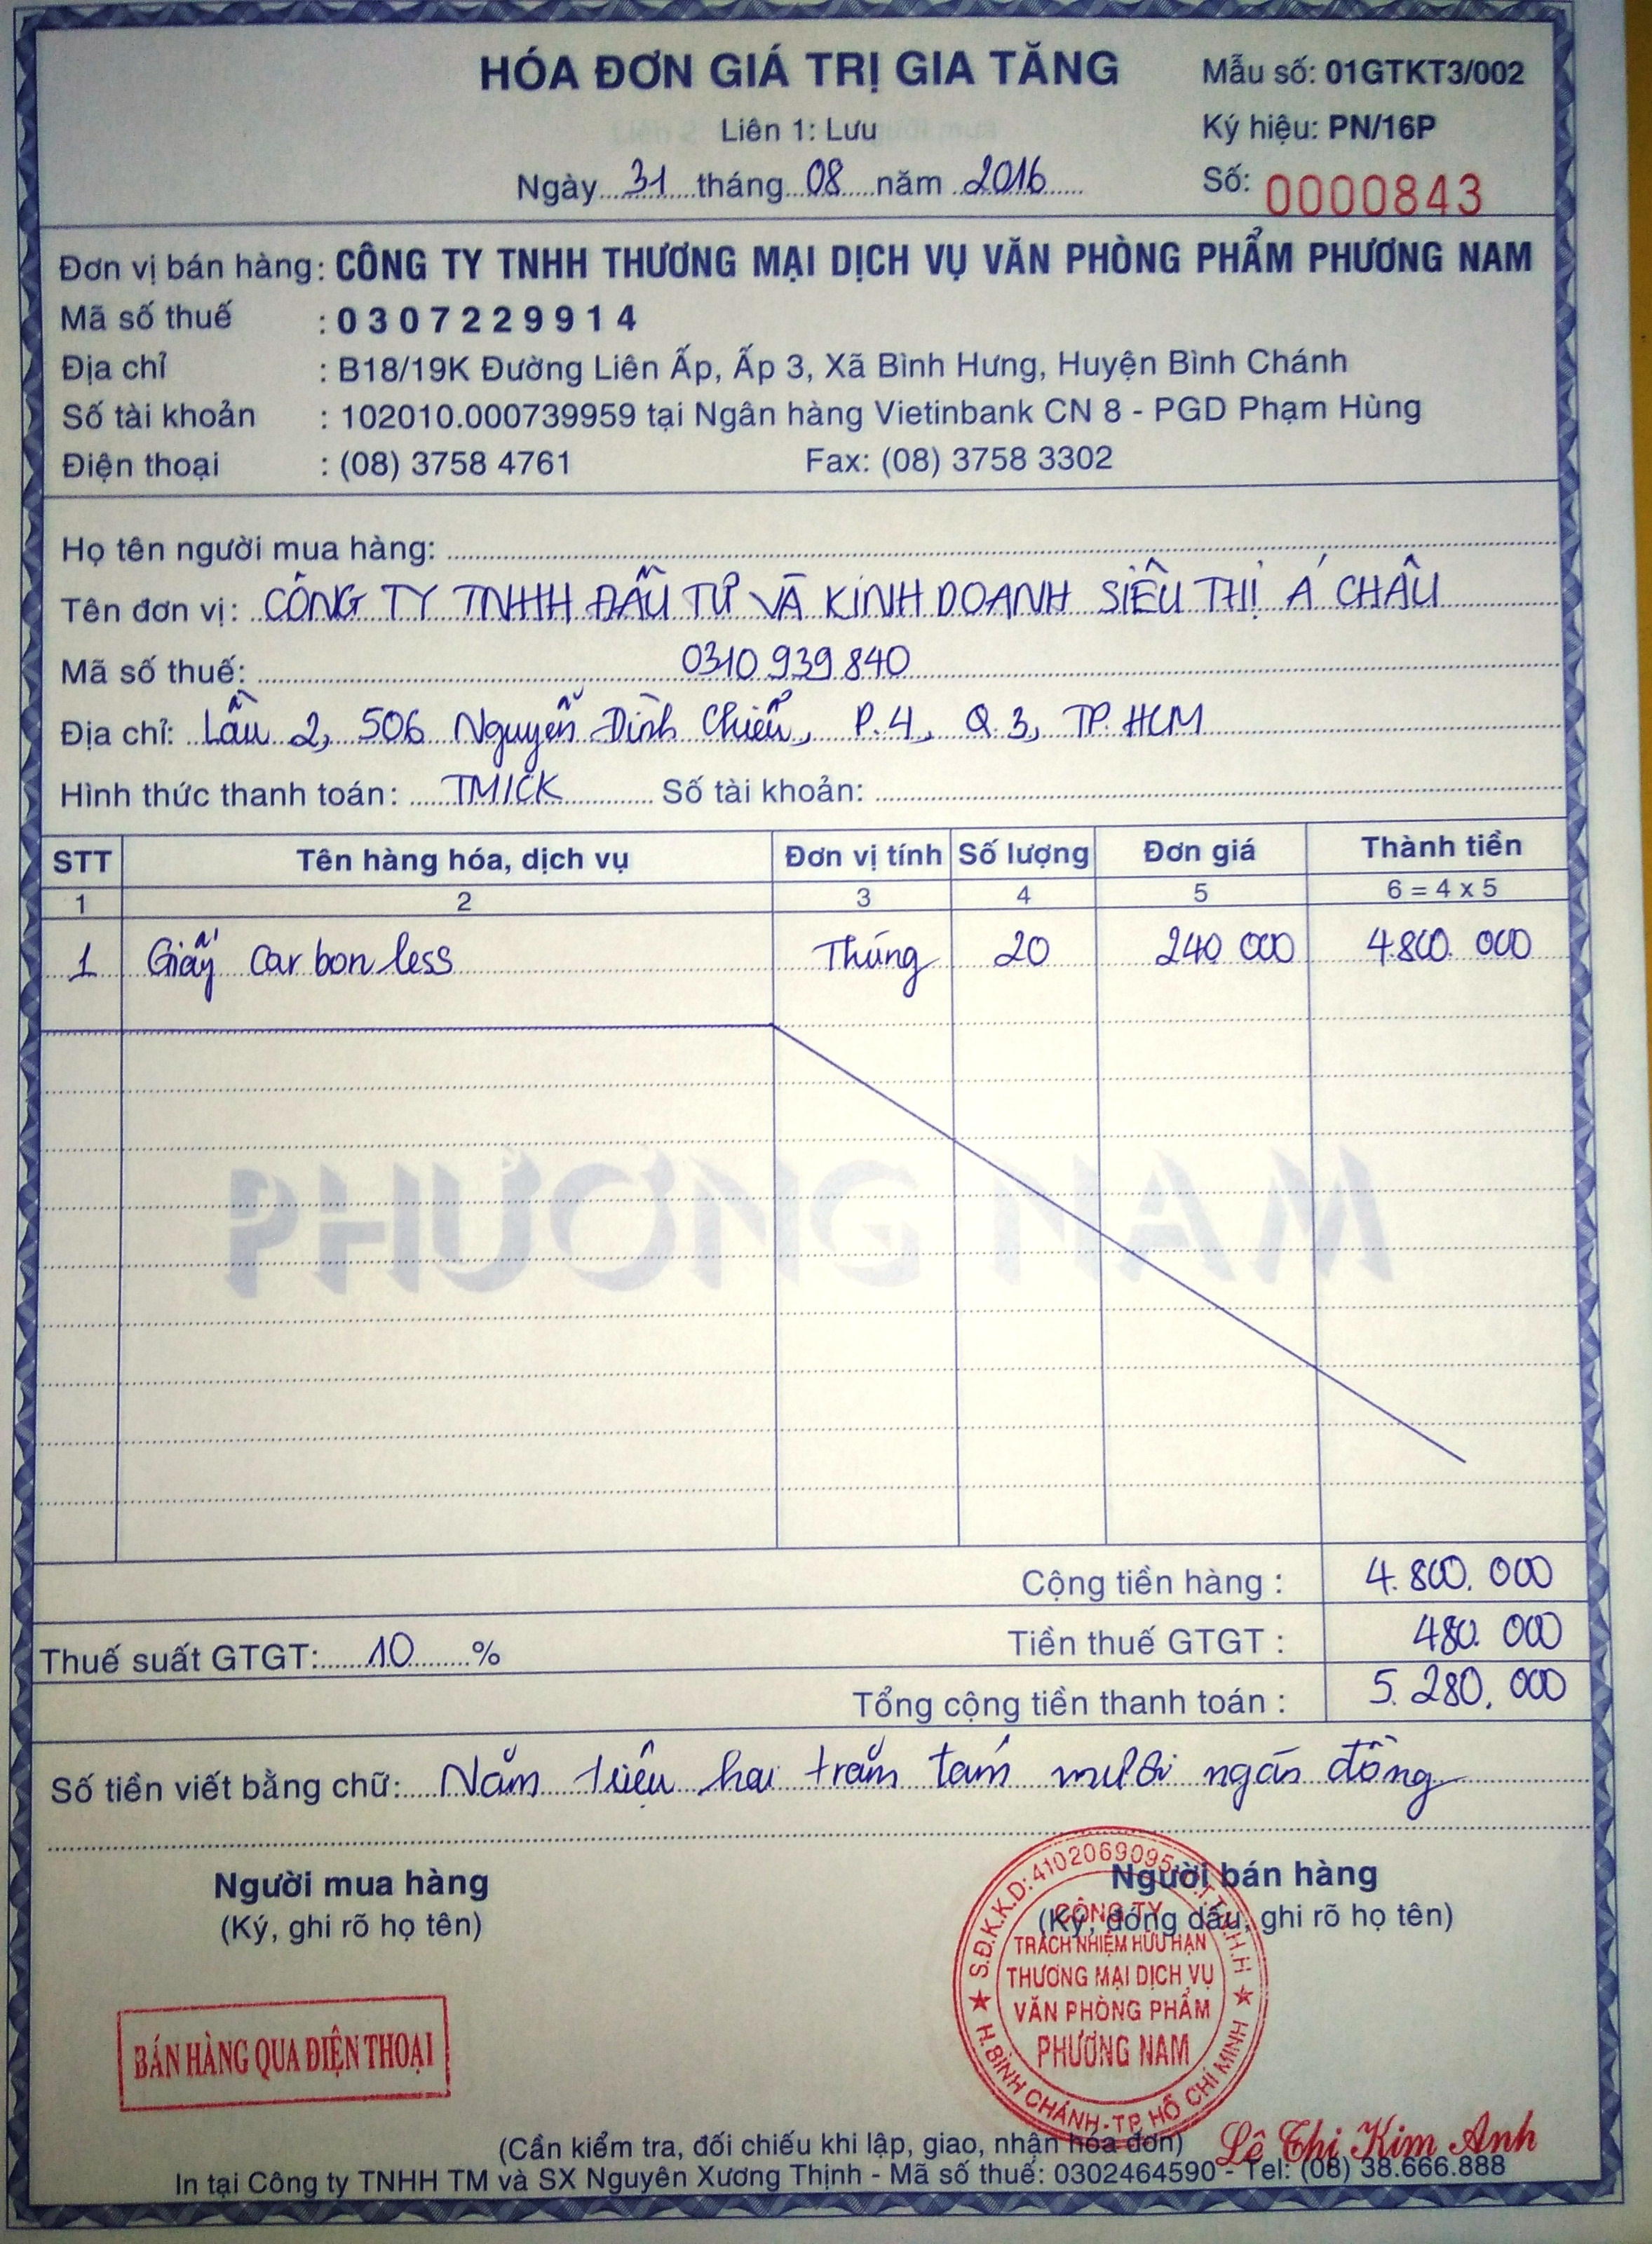 HÓA ĐƠN GIÁ TRỊ GIA TĂNG
Mẫu số: 01GTKT3/002
Liên 1: Lưu
Ký hiệu: PN/16P
Ngày 31 tháng 08 năm 2016
Số: 0000843
Đơn vị bán hàng: CÔNG TY TNHH THƯƠNG MẠI DỊCH VỤ VĂN PHÒNG PHẨM PHƯƠNG NAM
Mã số thuế : 0307229914
Địa chỉ : B18/19K Đường Liên Ấp, Ấp 3, Xã Bình Hưng, Huyện Bình Chánh
Số tài khoản : 102010.000739959 tại Ngân hàng Vietinbank CN 8 - PGD Phạm Hùng
Điện thoại : (08) 3758 4761 Fax: (08) 3758 3302
Họ tên người mua hàng:
Tên đơn vị: CÔNG TY TNHH ĐẦU TƯ VÀ KINH DOANH SIÊU THỊ Á CHÂU
Mã số thuế: 0310939840
Địa chỉ: Lầu 2, 506 Nguyễn Đình Chiểu, P.4, Q.3, TP.HCM
Hình thức thanh toán: TM/CK Số tài khoản:
STT Tên hàng hóa, dịch vụ Đơn vị tính Số lượng Đơn giá Thành tiền
1 2 3 4 5 6 = 4 x 5
1 Giấy Carbonless Thùng 20 240 000 4.800.000
PHƯƠNG NAM
Cộng tiền hàng : 4.800.000
Thuế suất GTGT: 10 % Tiền thuế GTGT : 480.000
Tổng cộng tiền thanh toán : 5.280.000
Số tiền viết bằng chữ: Năm triệu hai trăm tám mươi ngàn đồng
Người mua hàng
(Ký, ghi rõ họ tên)
Người bán hàng
(Ký, đóng dấu, ghi rõ họ tên)
BÁN HÀNG QUA ĐIỆN THOẠI
S.Đ.K.K.D: 4102069095 T.N.H.H
CÔNG TY
TRÁCH NHIỆM HỮU HẠN
THƯƠNG MẠI DỊCH VỤ
VĂN PHÒNG PHẨM
PHƯƠNG NAM
H.BÌNH CHÁNH-TP HỒ CHÍ MINH
Lê Thị Kim Anh
(Cần kiểm tra, đối chiếu khi lập, giao, nhận hóa đơn)
In tại Công ty TNHH TM và SX Nguyên Xương Thịnh - Mã số thuế: 0302464590 - Tel: (08) 38.666.888